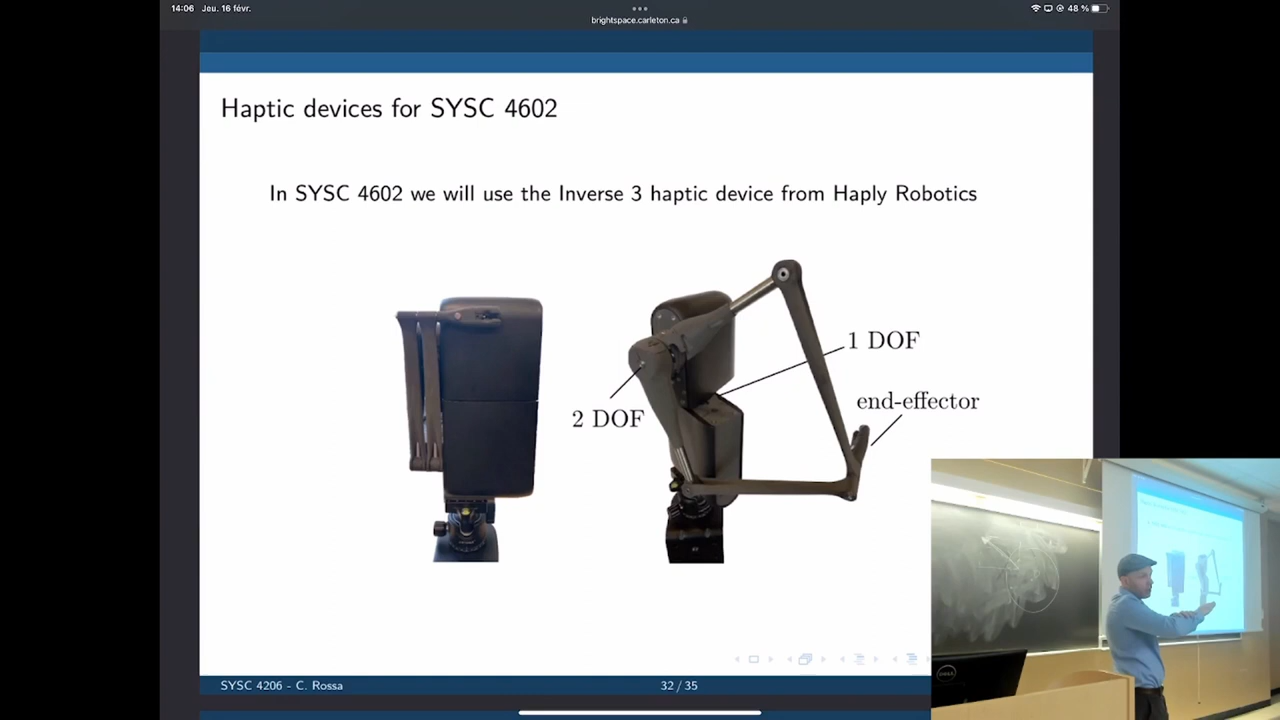 14:06 Jeu. 16 févr.
brightspace.carleton.ca
48 %
Haptic devices for SYSC 4602
In SYSC 4602 we will use the Inverse 3 haptic device from Haply Robotics
1 DOF
end-effector
2 DOF
SYSC 4206 - C. Rossa
32 / 35
DELL